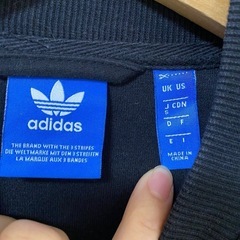 adidas
THE BRAND WITH THE 3 STRIPES
DIE WELTMARKE MIT DEN 3 STREIFEN
LA MARQUE AUX 3 BANDES
UK US
J CDN
D F
E I
MADE IN
CHINA